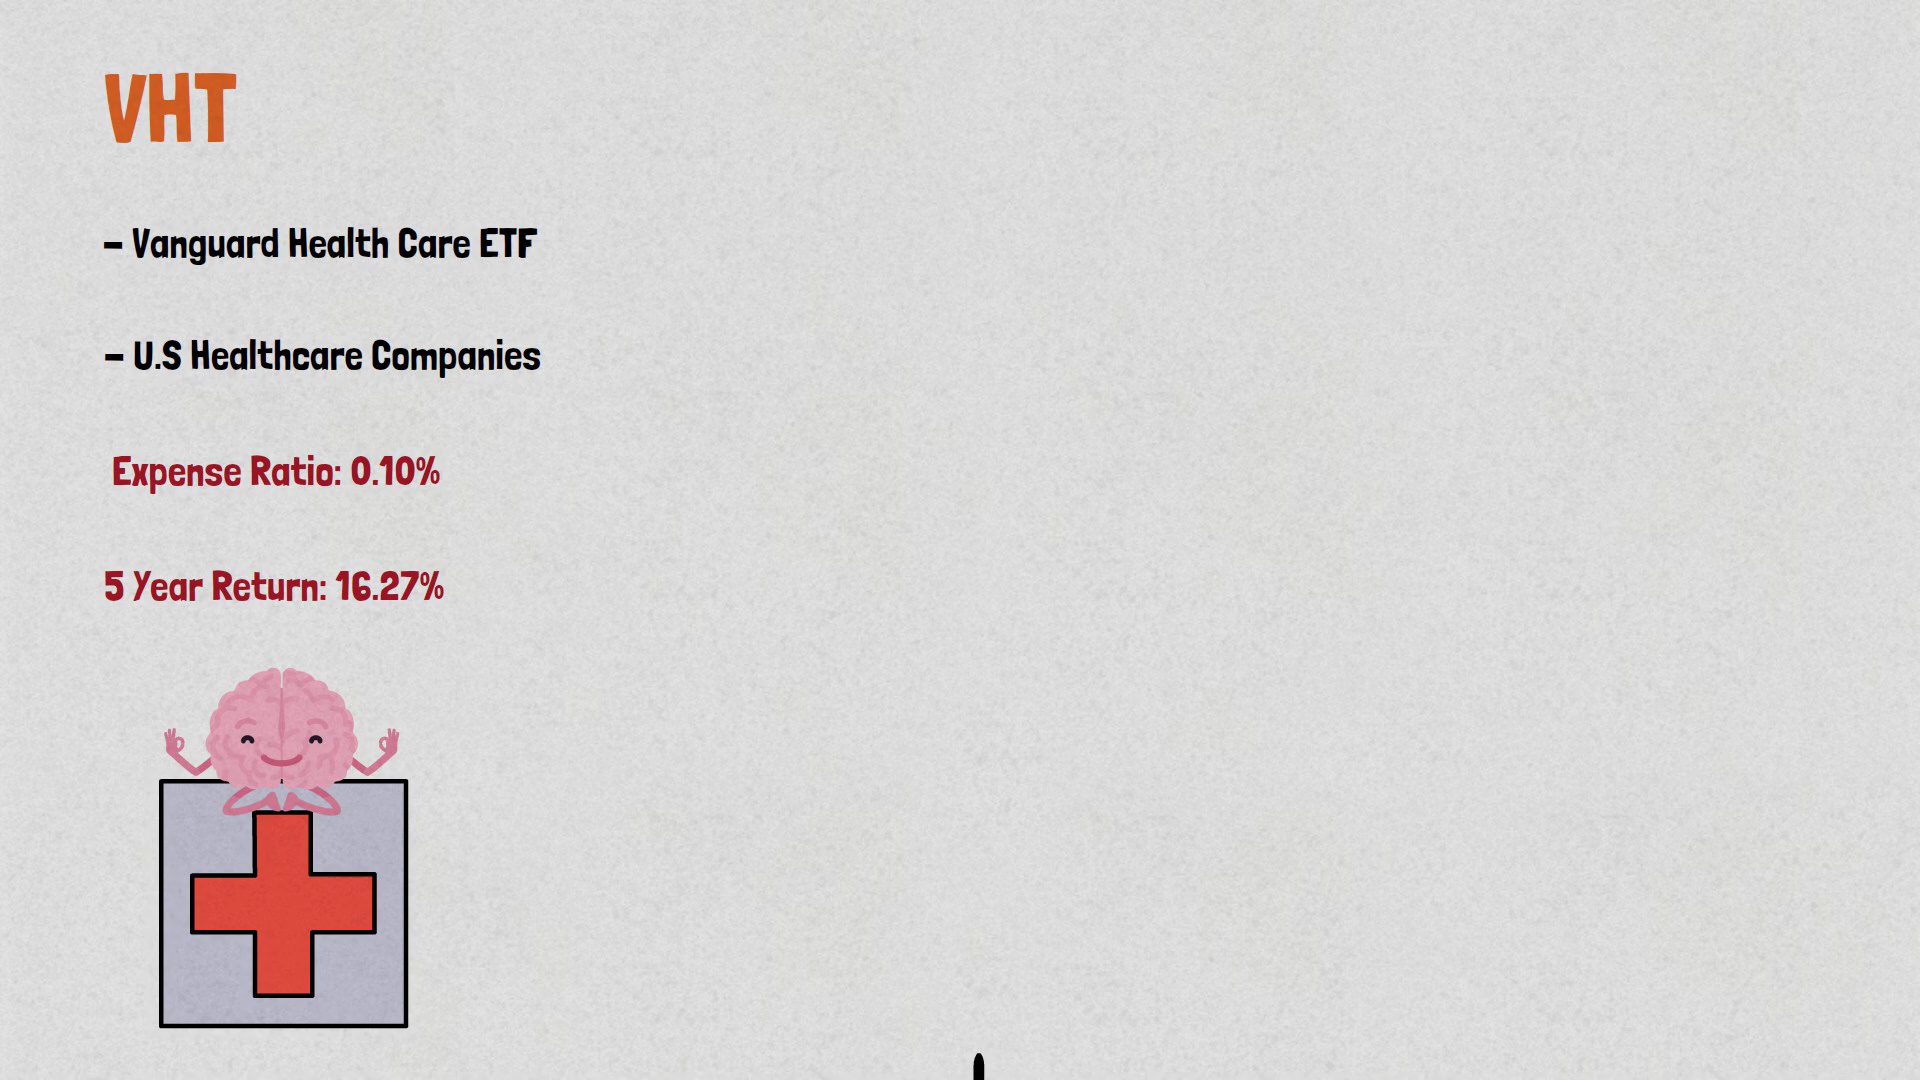 VHT
- Vanguard Health Care ETF
- U.S Healthcare Companies
Expense Ratio: 0.10%
5 Year Return: 16.27%